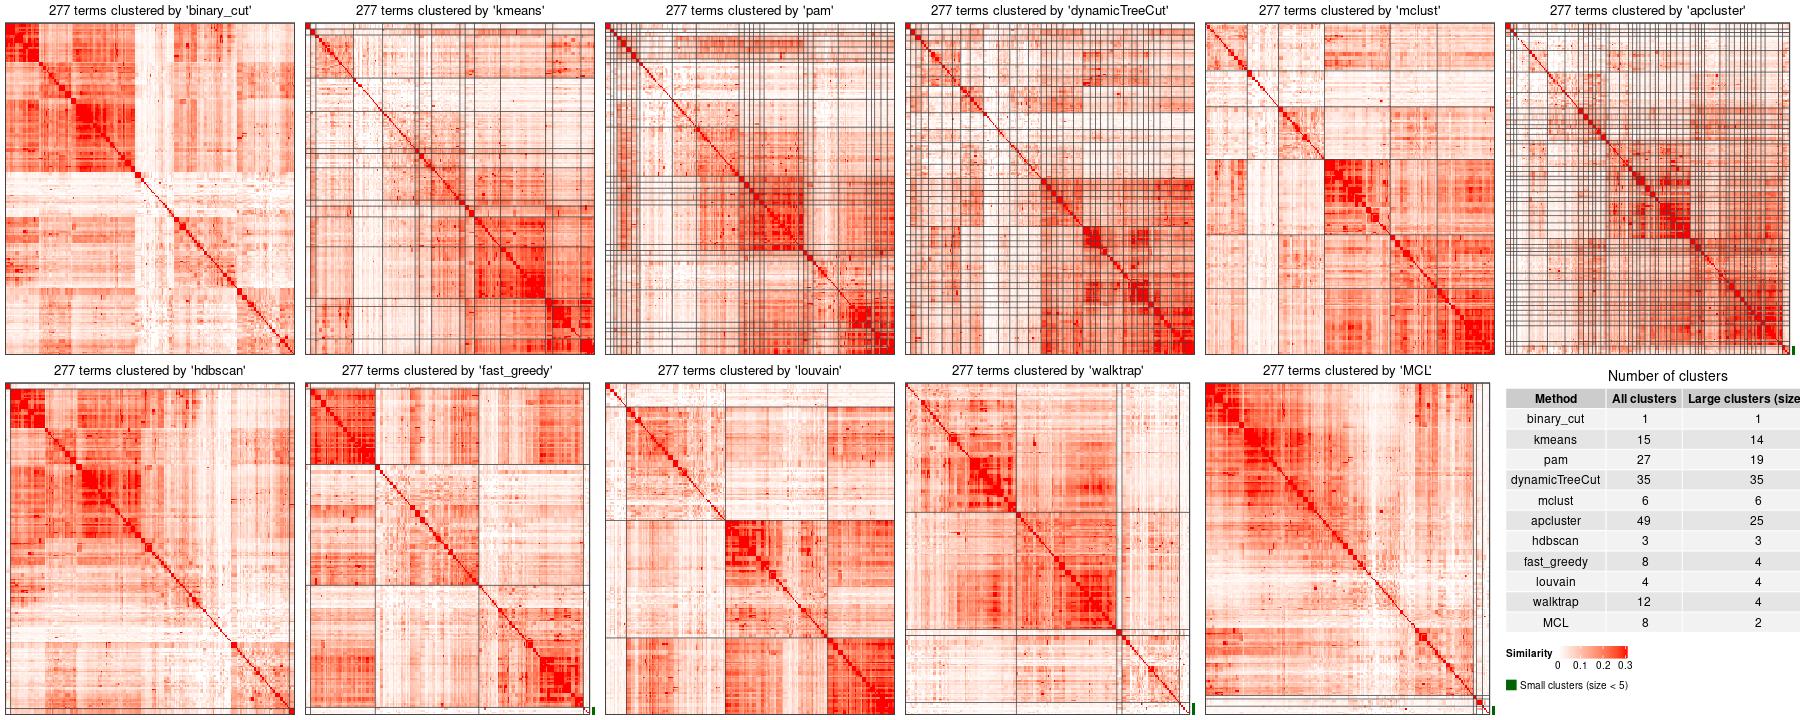 277 terms clustered by 'binary_cut'
277 terms clustered by 'kmeans'
277 terms clustered by 'pam'
277 terms clustered by 'dynamicTreeCut'
277 terms clustered by 'mclust'
277 terms clustered by 'apcluster'
277 terms clustered by 'hdbscan'
277 terms clustered by 'fast_greedy'
277 terms clustered by 'louvain'
277 terms clustered by 'walktrap'
277 terms clustered by 'MCL'
Number of clusters
Method All clusters Large clusters (size
binary_cut 1 1
kmeans 15 14
pam 27 19
dynamicTreeCut 35 35
mclust 6 6
apcluster 49 25
hdbscan 3 3
fast_greedy 8 4
louvain 4 4
walktrap 12 4
MCL 8 2
Similarity
0 0.1 0.2 0.3
Small clusters (size < 5)